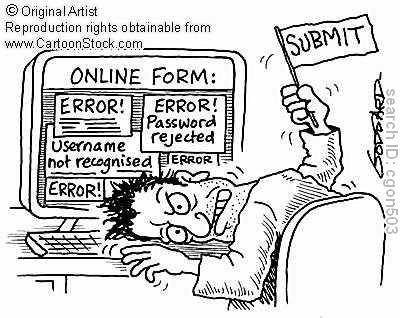 © Original Artist
Reproduction rights obtainable from
www.CartoonStock.com
SUBMIT
ONLINE FORM:
ERROR!
ERROR!
Password
rejected
Username
not recognised
ERROR
ERROR!
GODDARD
search ID: cgon503